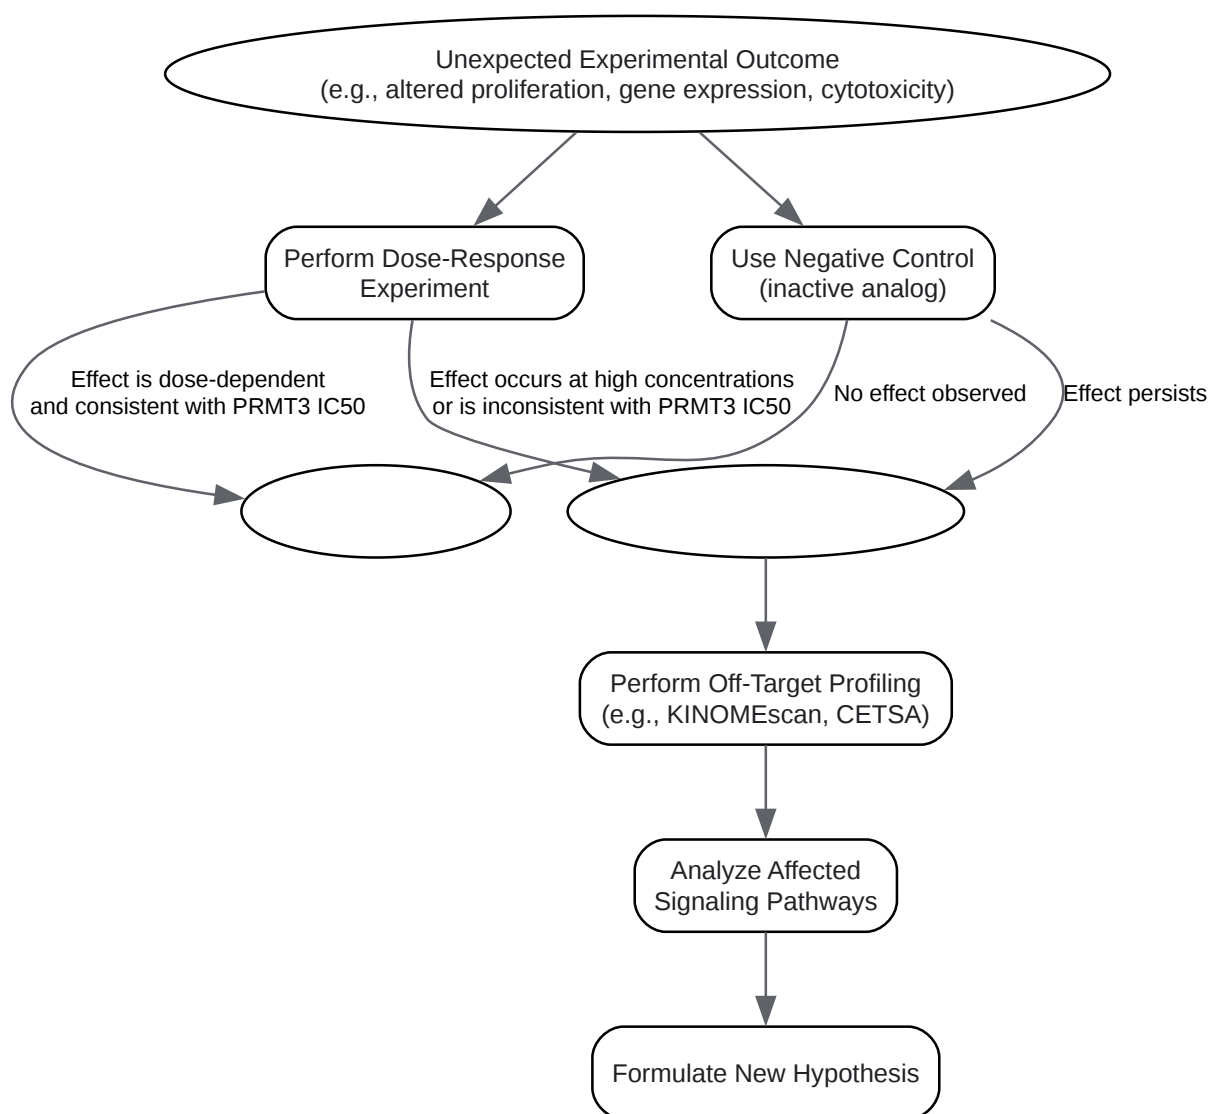 Unexpected Experimental Outcome
(e.g., altered proliferation, gene expression, cytotoxicity)
Perform Dose-Response
Experiment
Use Negative Control
(inactive analog)
Effect is dose-dependent
and consistent with PRMT3 IC50
Effect occurs at high concentrations
or is inconsistent with PRMT3 IC50
No effect observed
Effect persists
Perform Off-Target Profiling
(e.g., KINOMEscan, CETSA)
Analyze Affected
Signaling Pathways
Formulate New Hypothesis